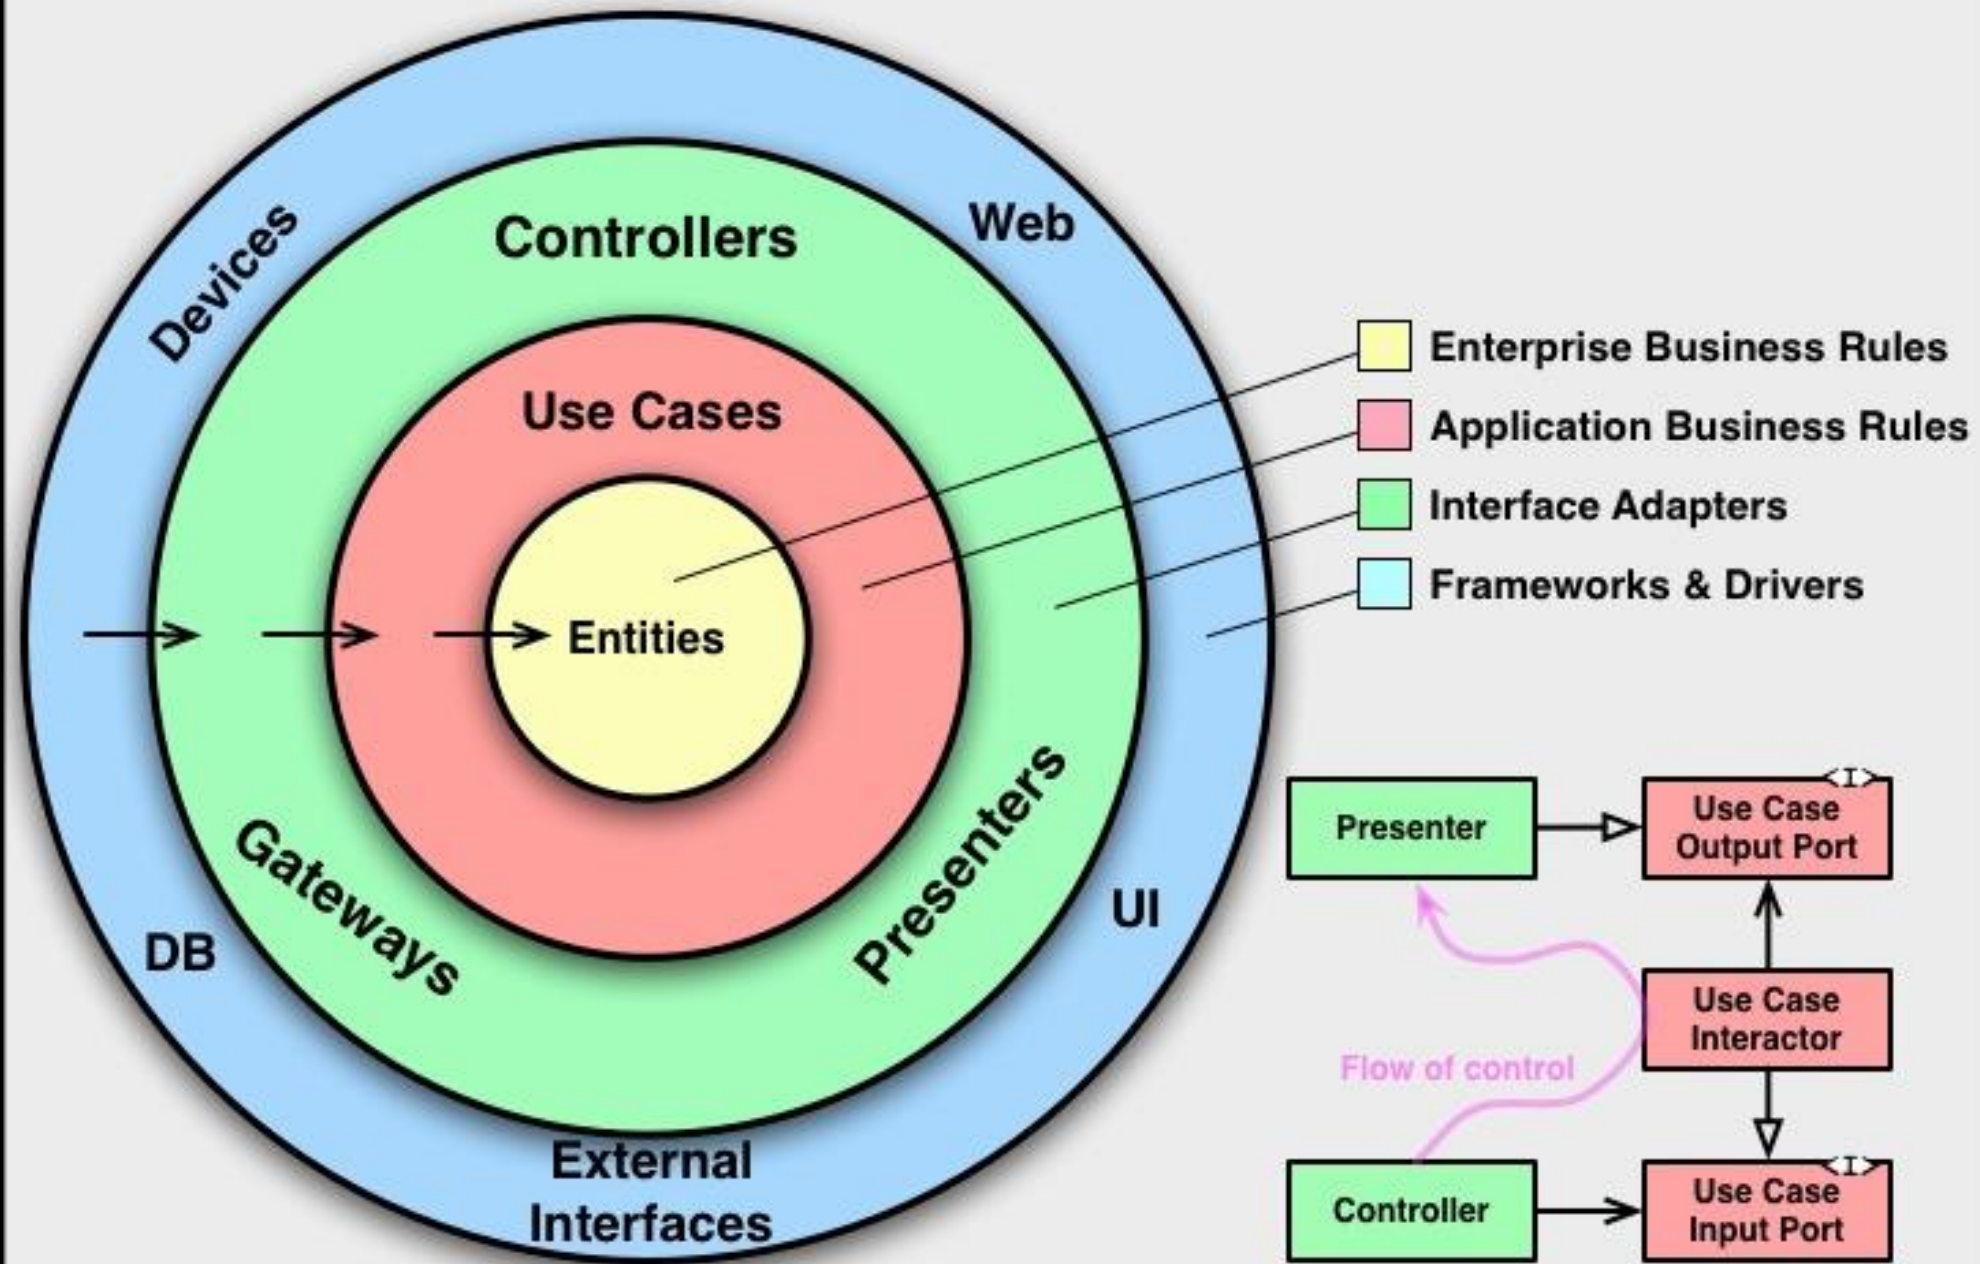 Devices
Controllers
Web
Use Cases
Entities
Gateways
Presenters
DB
UI
External
Interfaces
Enterprise Business Rules
Application Business Rules
Interface Adapters
Frameworks & Drivers
Presenter
<I>
Use Case
Output Port
Use Case
Interactor
Flow of control
Controller
<I>
Use Case
Input Port